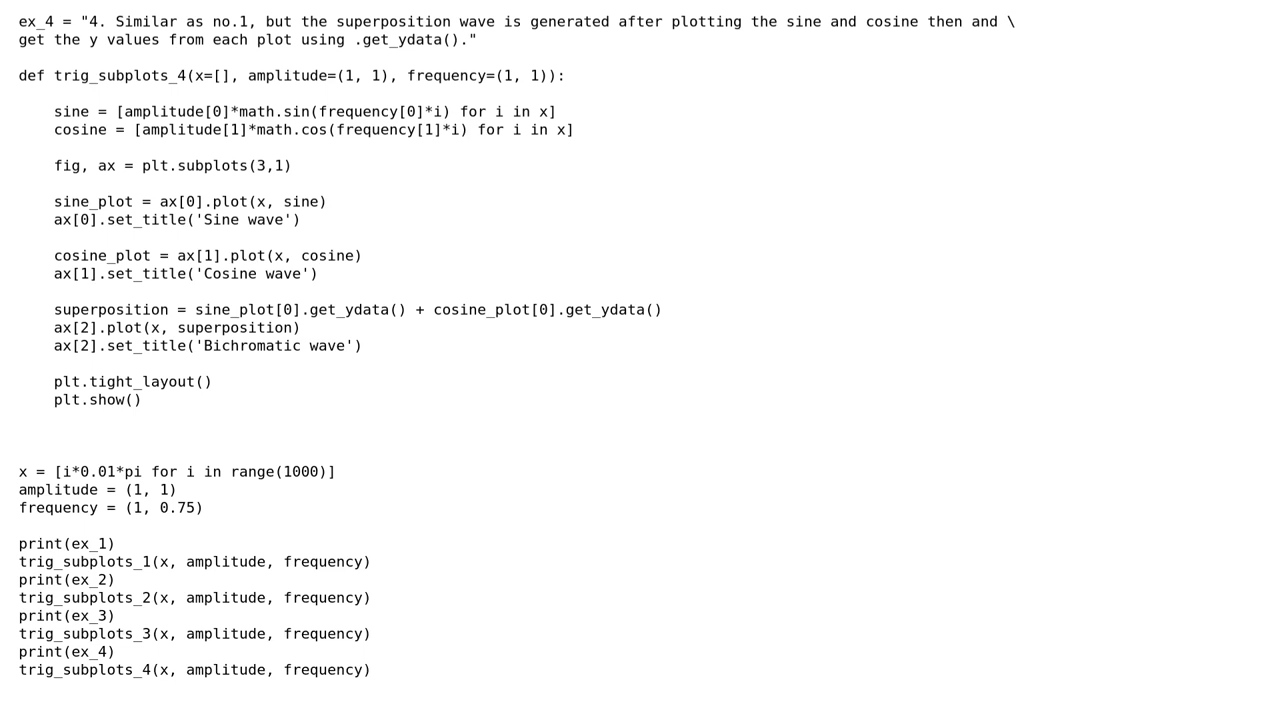 ex_4 = "4. Similar as no.1, but the superposition wave is generated after plotting the sine and cosine then and \
get the y values from each plot using .get_ydata()."
def trig_subplots_4(x=[], amplitude=(1, 1), frequency=(1, 1)):
    sine = [amplitude[0]*math.sin(frequency[0]*i) for i in x]
    cosine = [amplitude[1]*math.cos(frequency[1]*i) for i in x]
    fig, ax = plt.subplots(3,1)
    sine_plot = ax[0].plot(x, sine)
    ax[0].set_title('Sine wave')
    cosine_plot = ax[1].plot(x, cosine)
    ax[1].set_title('Cosine wave')
    superposition = sine_plot[0].get_ydata() + cosine_plot[0].get_ydata()
    ax[2].plot(x, superposition)
    ax[2].set_title('Bichromatic wave')
    plt.tight_layout()
    plt.show()
x = [i*0.01*pi for i in range(1000)]
amplitude = (1, 1)
frequency = (1, 0.75)
print(ex_1)
trig_subplots_1(x, amplitude, frequency)
print(ex_2)
trig_subplots_2(x, amplitude, frequency)
print(ex_3)
trig_subplots_3(x, amplitude, frequency)
print(ex_4)
trig_subplots_4(x, amplitude, frequency)